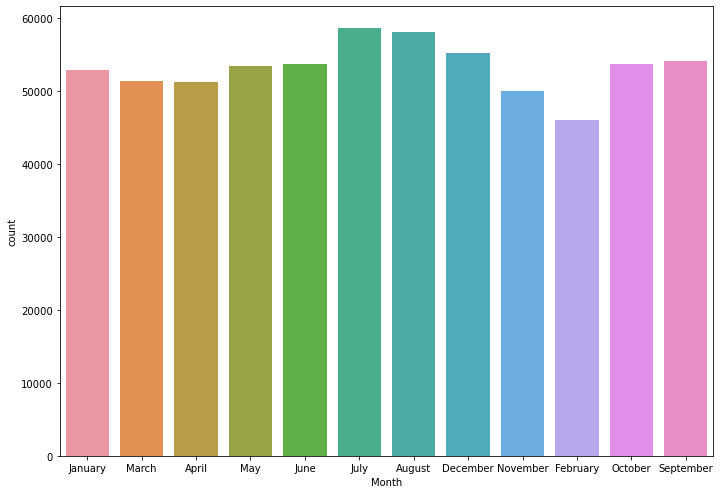 60000
50000
40000
30000
20000
10000
0
count
January March April May June July August December November February October September
Month